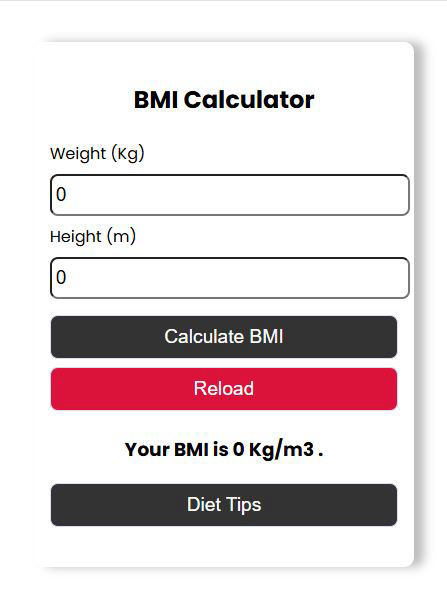 BMI Calculator
Weight (Kg)
0
Height (m)
0
Calculate BMI
Reload
Your BMI is 0 Kg/m3 .
Diet Tips